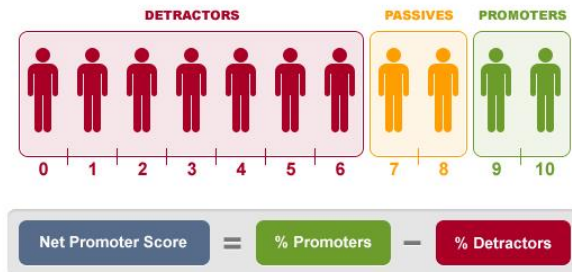 DETRACTORS PASSIVES PROMOTERS
0 1 2 3 4 5 6 7 8 9 10
Net Promoter Score = % Promoters – % Detractors